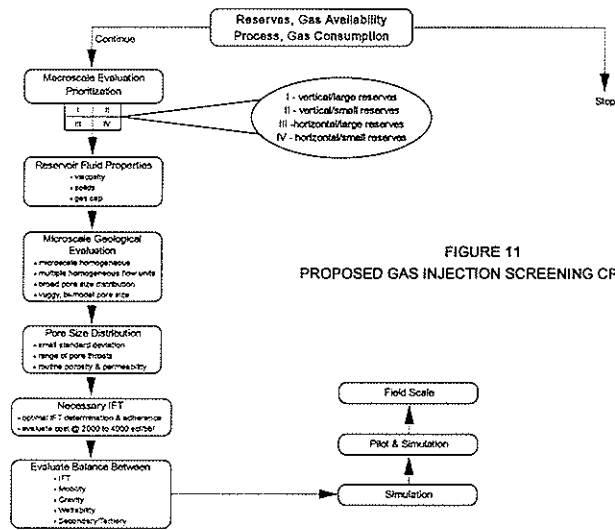 Reserves, Gas Availability
Process, Gas Consumption
Continue
Stop
Macroscale Evaluation
Prioritization
I
II
III
IV
I - vertical/large reserves
II - vertical/small reserves
III -horizontal/large reserves
IV - horizontal/small reserves
Reservoir Fluid Properties
• viscosity
• solids
• gas cap
Microscale Geological
Evaluation
• microscale homogeneous
• multiple homogeneous flow units
• broad pore size distribution
• vuggy, bi-modal pore size
FIGURE 11
PROPOSED GAS INJECTION SCREENING CR
Pore Size Distribution
• small standard deviation
• range of pore throats
• routine porosity & permeability
Necessary IFT
• optimal IFT determination & adherence
• evaluate cost @ 2000 to 4000 scf/bbl
Evaluate Balance Between
• IFT
• Mobility
• Gravity
• Wettability
• Secondary/Tertiary
Field Scale
Pilot & Simulation
Simulation